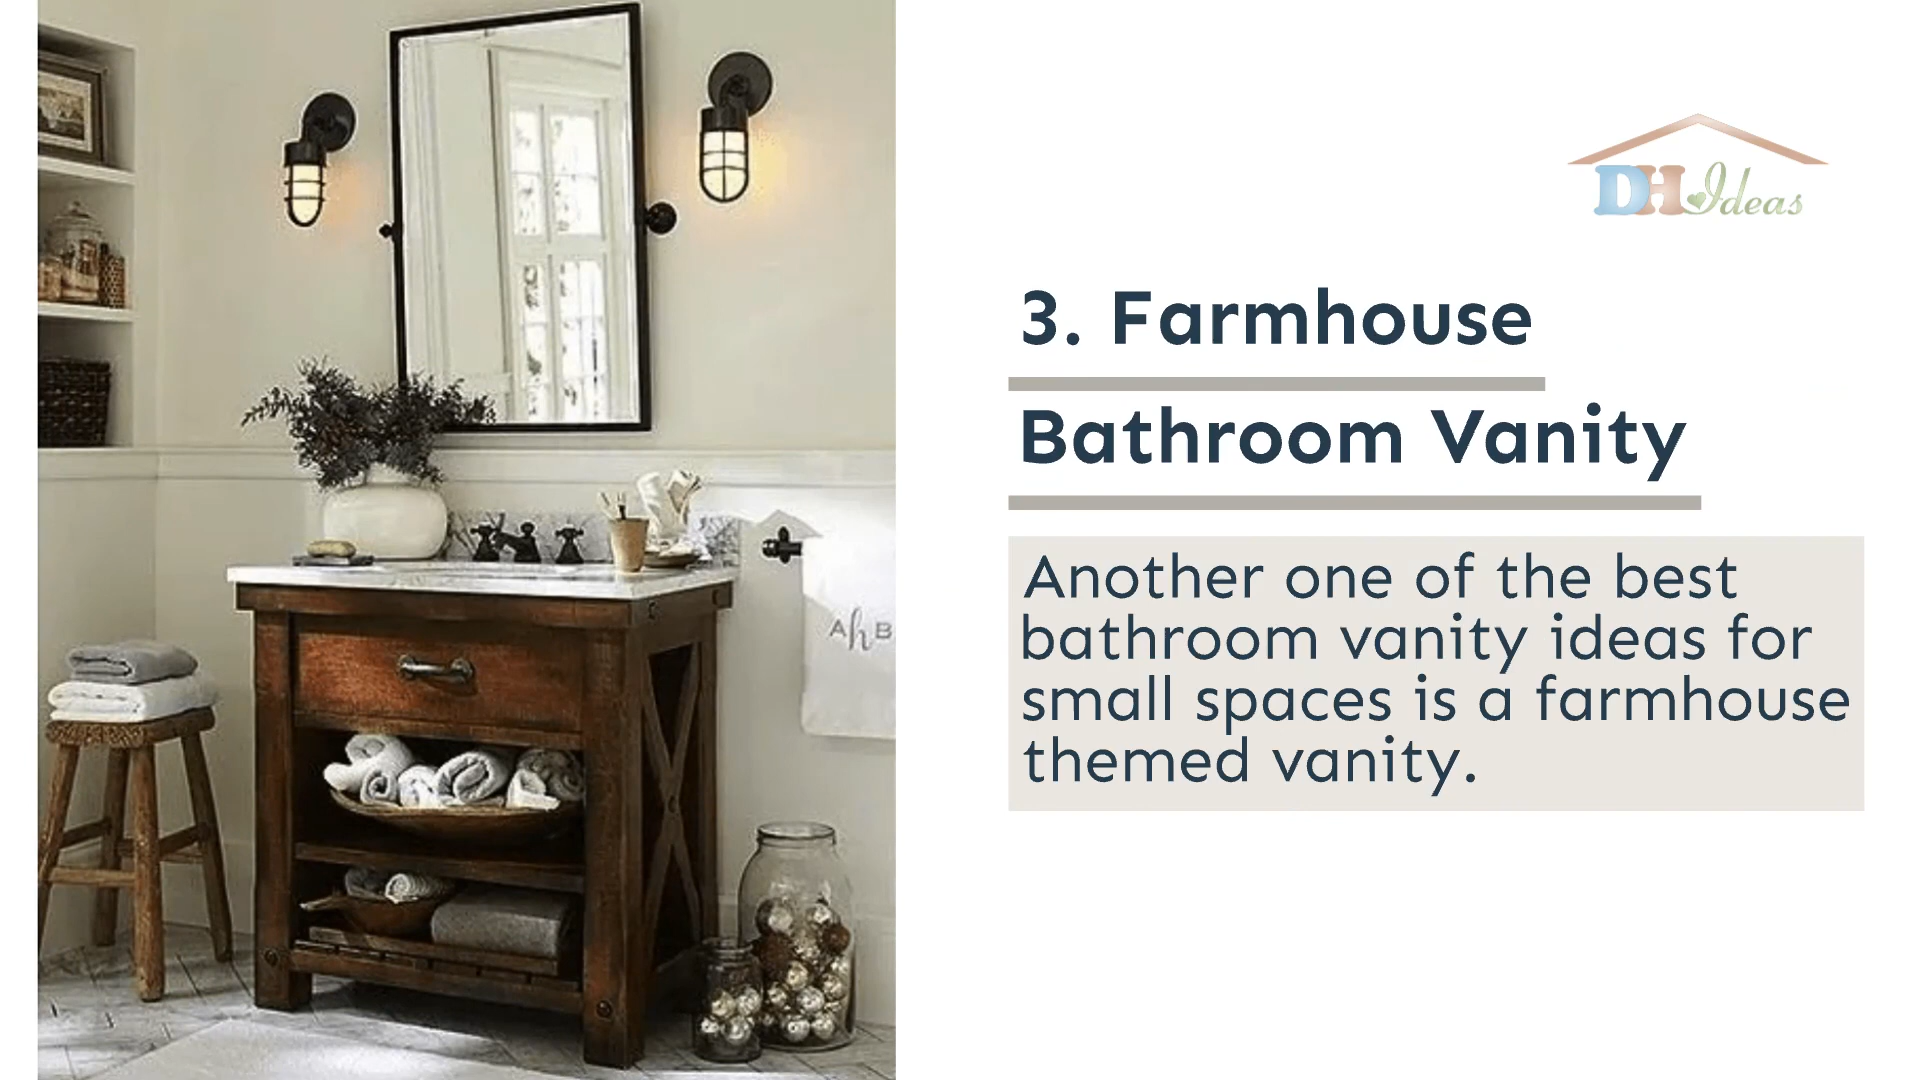 DH Ideas
3. Farmhouse
Bathroom Vanity
Another one of the best
bathroom vanity ideas for
small spaces is a farmhouse
themed vanity.
AhB